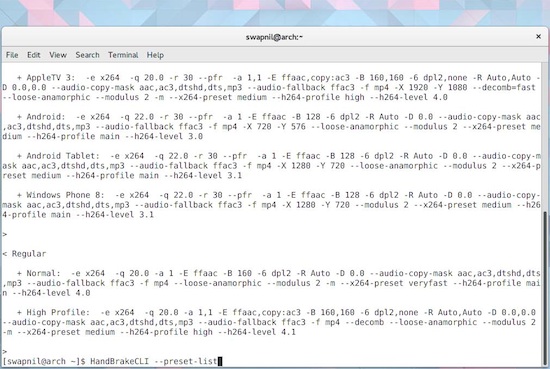 swapnil@arch:~
File Edit View Search Terminal Help
+ AppleTV 3:  -e x264  -q 20.0 -r 30 --pfr  -a 1,1 -E ffaac,copy:ac3 -B 160,160 -6 dpl2,none -R Auto,Auto -
D 0.0,0.0 --audio-copy-mask aac,ac3,dtshd,dts,mp3 --audio-fallback ffac3 -f mp4 -X 1920 -Y 1080 --decomb=fast
--loose-anamorphic --modulus 2 -m --x264-preset medium --h264-profile high --h264-level 4.0
+ Android:  -e x264  -q 22.0 -r 30 --pfr  -a 1 -E ffaac -B 128 -6 dpl2 -R Auto -D 0.0 --audio-copy-mask aac
,ac3,dtshd,dts,mp3 --audio-fallback ffac3 -f mp4 -X 720 -Y 576 --loose-anamorphic --modulus 2 --x264-preset me
dium --h264-profile main --h264-level 3.0
+ Android Tablet:  -e x264  -q 22.0 -r 30 --pfr  -a 1 -E ffaac -B 128 -6 dpl2 -R Auto -D 0.0 --audio-copy-m
ask aac,ac3,dtshd,dts,mp3 --audio-fallback ffac3 -f mp4 -X 1280 -Y 720 --loose-anamorphic --modulus 2 --x264-p
reset medium --h264-profile main --h264-level 3.1
+ Windows Phone 8:  -e x264  -q 22.0 -r 30 --pfr  -a 1 -E ffaac -B 128 -6 dpl2 -R Auto -D 0.0 --audio-copy-
mask aac,ac3,dtshd,dts,mp3 --audio-fallback ffac3 -f mp4 -X 1280 -Y 720 --modulus 2 --x264-preset medium --h26
4-profile main --h264-level 3.1
>
< Regular
+ Normal:  -e x264  -q 20.0 -a 1 -E ffaac -B 160 -6 dpl2 -R Auto -D 0.0 --audio-copy-mask aac,ac3,dtshd,dts
,mp3 --audio-fallback ffac3 -f mp4 --loose-anamorphic --modulus 2 -m --x264-preset veryfast --h264-profile mai
n --h264-level 4.0
+ High Profile:  -e x264  -q 20.0 -a 1,1 -E ffaac,copy:ac3 -B 160,160 -6 dpl2,none -R Auto,Auto -D 0.0,0.0
--audio-copy-mask aac,ac3,dtshd,dts,mp3 --audio-fallback ffac3 -f mp4 --decomb --loose-anamorphic --modulus 2
-m --x264-preset medium --h264-profile high --h264-level 4.1
>
[swapnil@arch ~]$ HandBrakeCLI --preset-list